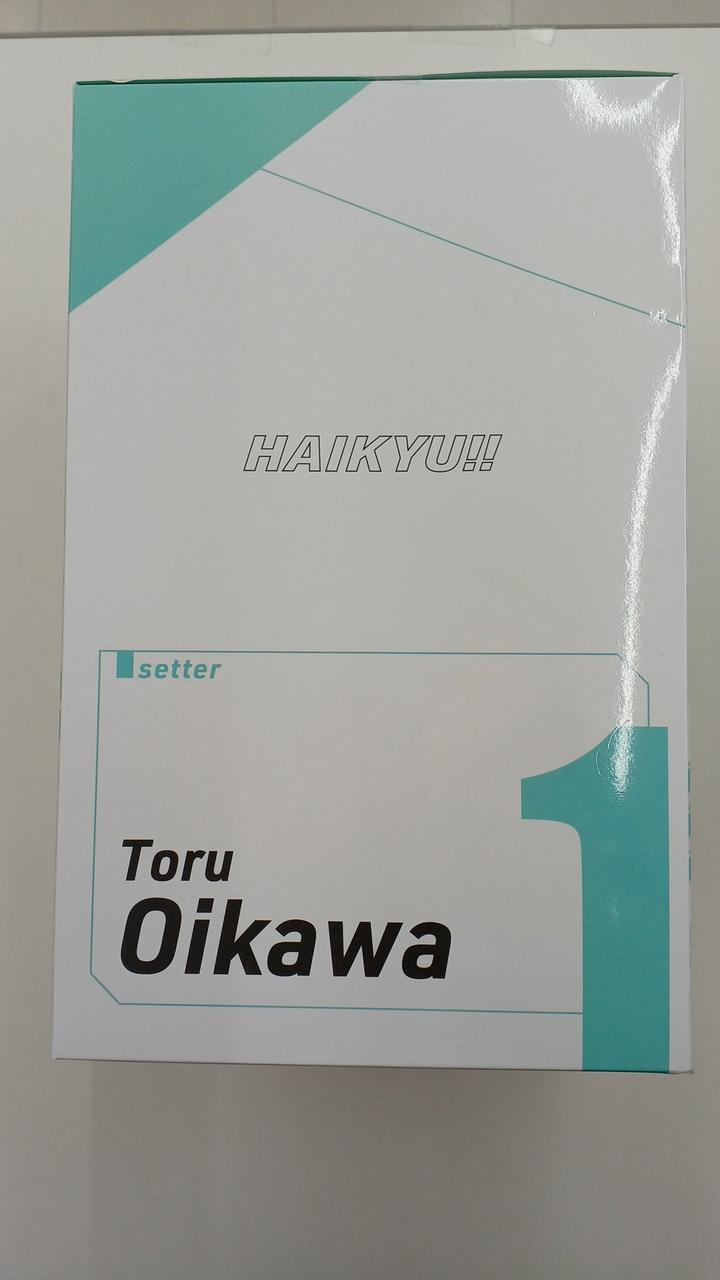 HAIKYU!!
setter
Toru
Oikawa
1